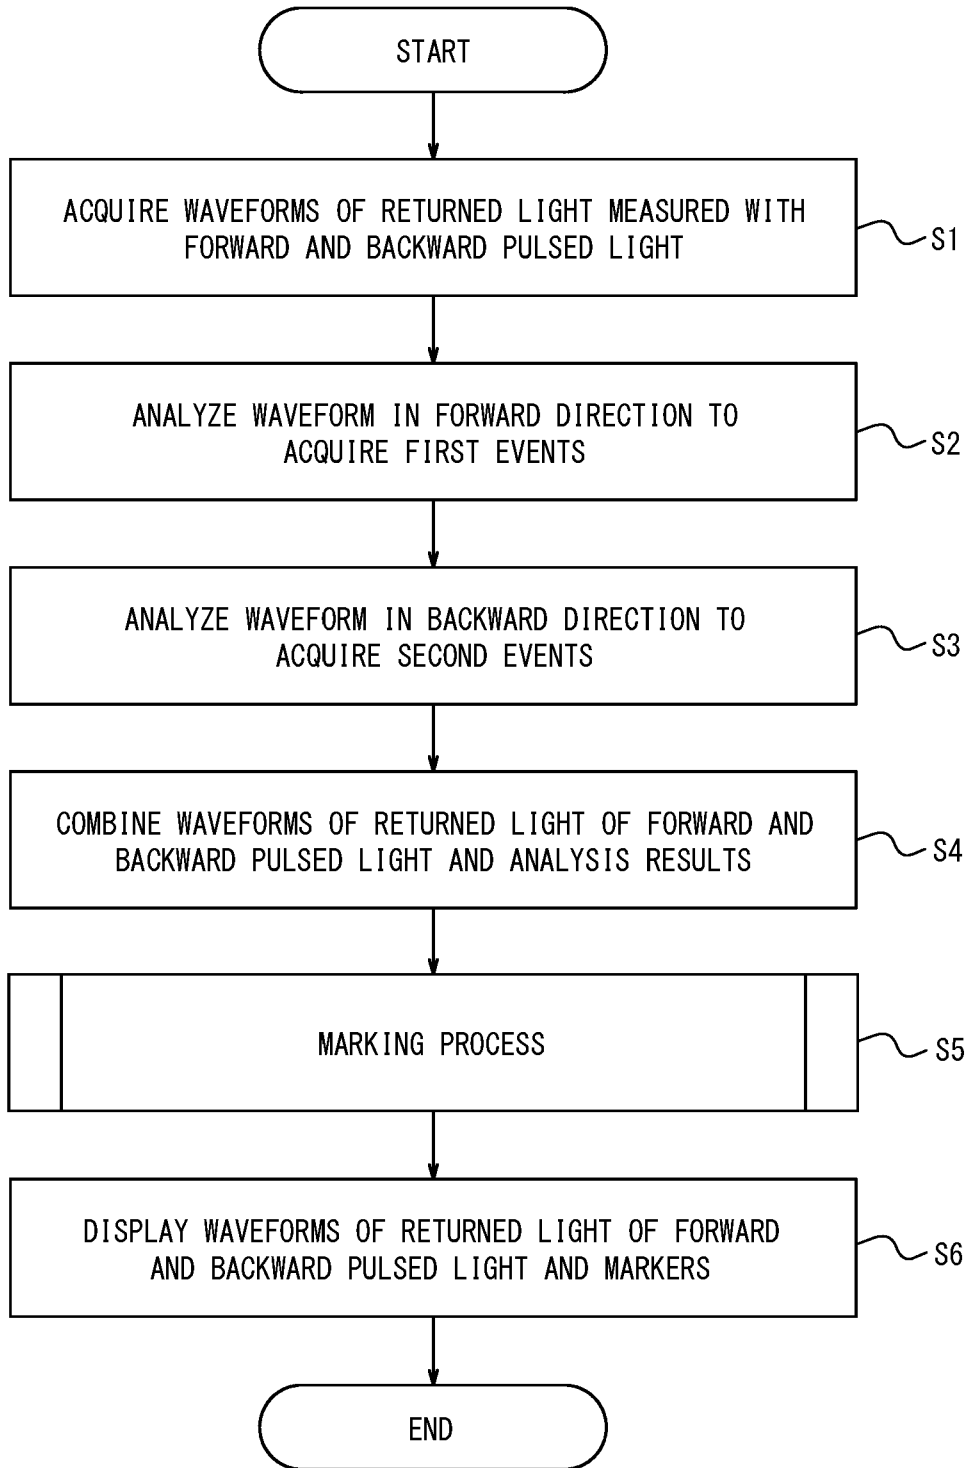 START
ACQUIRE WAVEFORMS OF RETURNED LIGHT MEASURED WITH
FORWARD AND BACKWARD PULSED LIGHT
S1
ANALYZE WAVEFORM IN FORWARD DIRECTION TO
ACQUIRE FIRST EVENTS
S2
ANALYZE WAVEFORM IN BACKWARD DIRECTION TO
ACQUIRE SECOND EVENTS
S3
COMBINE WAVEFORMS OF RETURNED LIGHT OF FORWARD AND
BACKWARD PULSED LIGHT AND ANALYSIS RESULTS
S4
MARKING PROCESS
S5
DISPLAY WAVEFORMS OF RETURNED LIGHT OF FORWARD
AND BACKWARD PULSED LIGHT AND MARKERS
S6
END